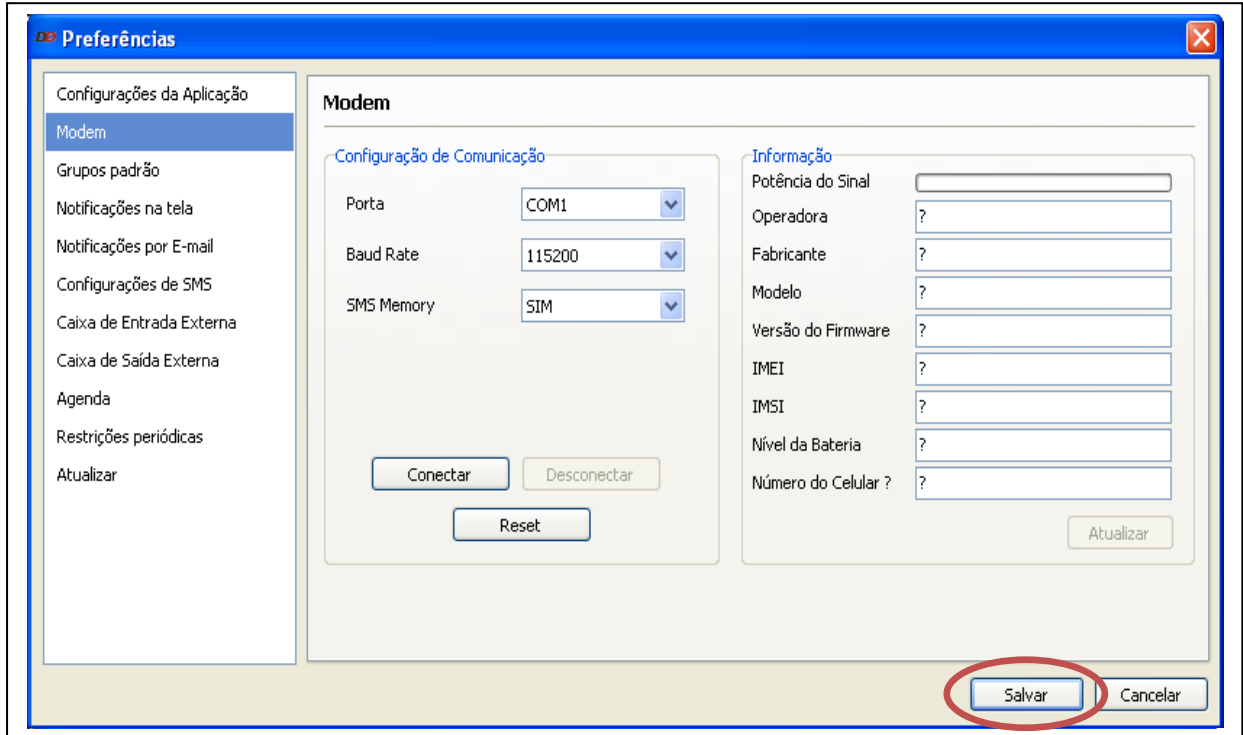 Preferências
Configurações da Aplicação
Modem
Grupos padrão
Notificações na tela
Notificações por E-mail
Configurações de SMS
Caixa de Entrada Externa
Caixa de Saída Externa
Agenda
Restrições periódicas
Atualizar
Modem
Configuração de Comunicação
Porta COM1
Baud Rate 115200
SMS Memory SIM
Conectar Desconectar
Reset
Informação
Potência do Sinal
Operadora ?
Fabricante ?
Modelo ?
Versão do Firmware ?
IMEI ?
IMSI ?
Nível da Bateria ?
Número do Celular ? ?
Atualizar
Salvar Cancelar